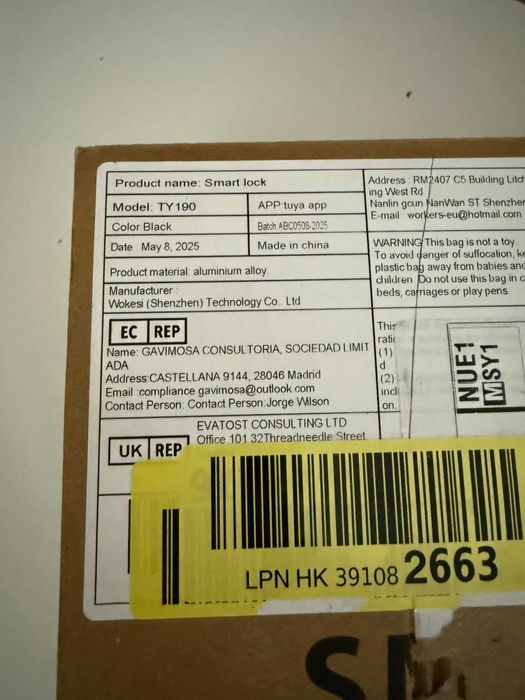 Product name: Smart lock
Model: TY190
APP tuya app
Color:Black
Batch:ABC0508-2025
Date : May 8, 2025
Made in china
Product material: aluminium alloy
Manufacturer :
Wokesi (Shenzhen) Technology Co., Ltd
EC REP
Name: GAVIMOSA CONSULTORIA, SOCIEDAD LIMIT
ADA
Address:CASTELLANA 9144, 28046 Madrid
Email :compliance.gavimosa@outlook.com
Contact Person: Contact Person:Jorge Wilson
UK REP
EVATOST CONSULTING LTD
Office 101 32Threadneedle Street,
Address : RM2407 C5 Building Litch
ing West Rd
Nanlin gcun NanWan ST Shenzhen
E-mail : workers-eu@hotmail.com
WARNING:This bag is not a toy.
To avoid danger of suffocation, ke
plastic bag away from babies and
children. Do not use this bag in c
beds, carriages or play pens.
This
ratio
(1)
d
(2)
indi
on.
NUE1
MSY1
LPN HK 39108 2663